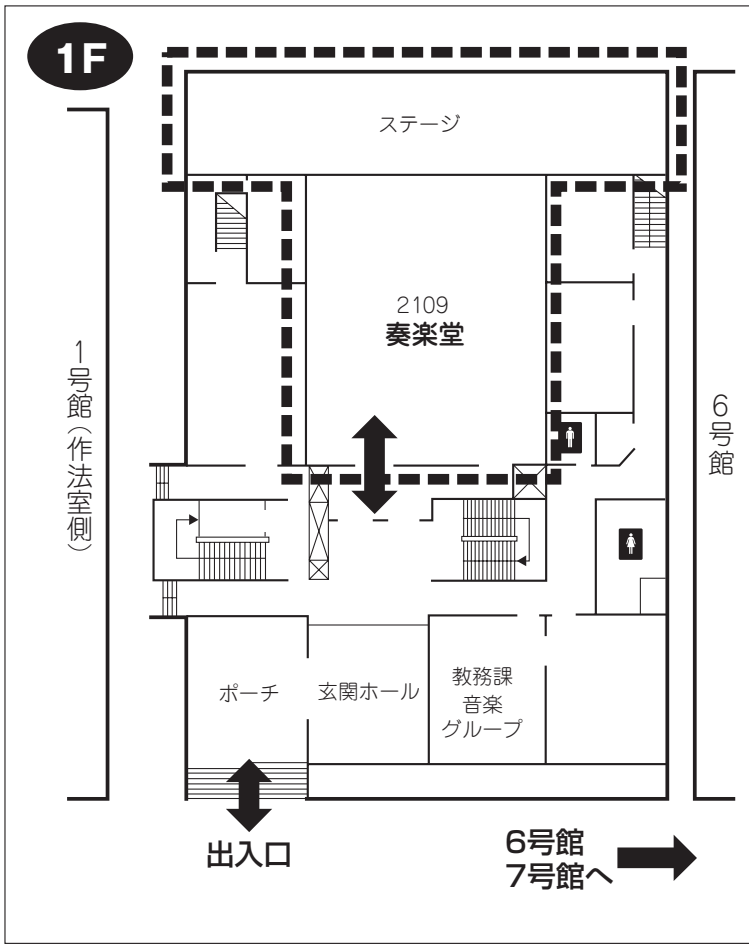 1F
ステージ
2109
奏楽堂
1号館(作法室側)
6号館
ポーチ
玄関ホール
教務課
音楽
グループ
出入口
6号館
7号館へ